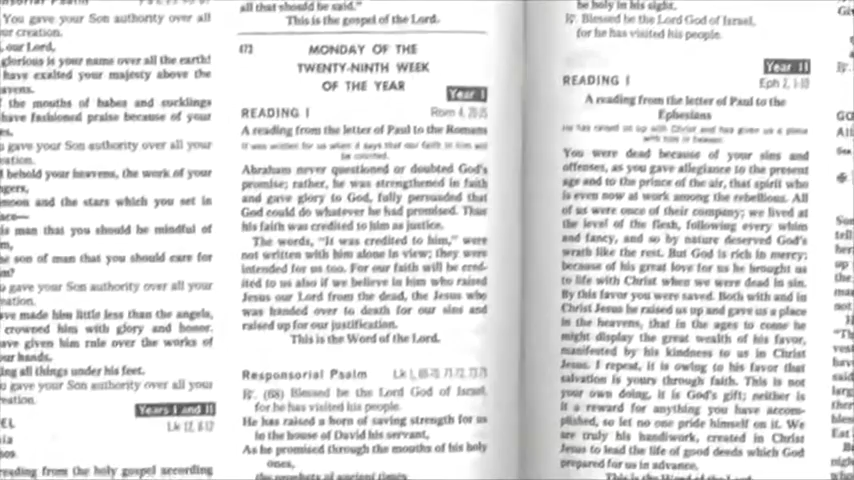 You gave your Son authority over all
our creation.
our Lord,
glorious is your name over all the earth!
have exalted your majesty above the
the mouths of babes and sucklings
have fashioned praise because of your
gave your Son authority over all your
behold your heavens, the work of your
moon and the stars which you set in
is man that you should be mindful of
son of man that you should care for
gave your Son authority over all your
made him little less than the angels,
crowned him with glory and honor.
given him rule over the works of
your hands.
all things under his feet.
gave your Son authority over all your
Years I and II
Lk 12, 8-12
reading from the holy gospel according
all that should be said."
This is the gospel of the Lord.
473
MONDAY OF THE
TWENTY-NINTH WEEK
OF THE YEAR
Year I
READING I Rom 4, 20-25
A reading from the letter of Paul to the Romans
It was written for us when it says that our faith in him will
be counted.
Abraham never questioned or doubted God's
promise; rather, he was strengthened in faith
and gave glory to God, fully persuaded that
God could do whatever he had promised. Thus
his faith was credited to him as justice.
The words, "It was credited to him," were
not written with him alone in view; they were
intended for us too. For our faith will be cred-
ited to us also if we believe in him who raised
Jesus our Lord from the dead, the Jesus who
was handed over to death for our sins and
raised up for our justification.
This is the Word of the Lord.
Responsorial Psalm Lk 1, 69-70. 71-72. 73-75
℟. (68) Blessed be the Lord God of Israel,
for he has visited his people.
He has raised a horn of saving strength for us
in the house of David his servant,
As he promised through the mouths of his holy
ones,
the prophets of ancient times
be holy in his sight.
℟. Blessed be the Lord God of Israel,
for he has visited his people.
Year II
READING I Eph 2, 1-10
A reading from the letter of Paul to the
Ephesians
He has raised us up with Christ and has given us a place
with him in heaven.
You were dead because of your sins and
offenses, as you gave allegiance to the present
age and to the prince of the air, that spirit who
is even now at work among the rebellious. All
of us were once of their company; we lived at
the level of the flesh, following every whim
and fancy, and so by nature deserved God's
wrath like the rest. But God is rich in mercy;
because of his great love for us he brought us
to life with Christ when we were dead in sin.
By this favor you were saved. Both with and in
Christ Jesus he raised us up and gave us a place
in the heavens, that in the ages to come he
might display the great wealth of his favor,
manifested by his kindness to us in Christ
Jesus. I repeat, it is owing to his favor that
salvation is yours through faith. This is not
your own doing, it is God's gift; neither is
it a reward for anything you have accom-
plished, so let no one pride himself on it. We
are truly his handiwork, created in Christ
Jesus to lead the life of good deeds which God
prepared for us in advance.
This is the Word of the Lord.